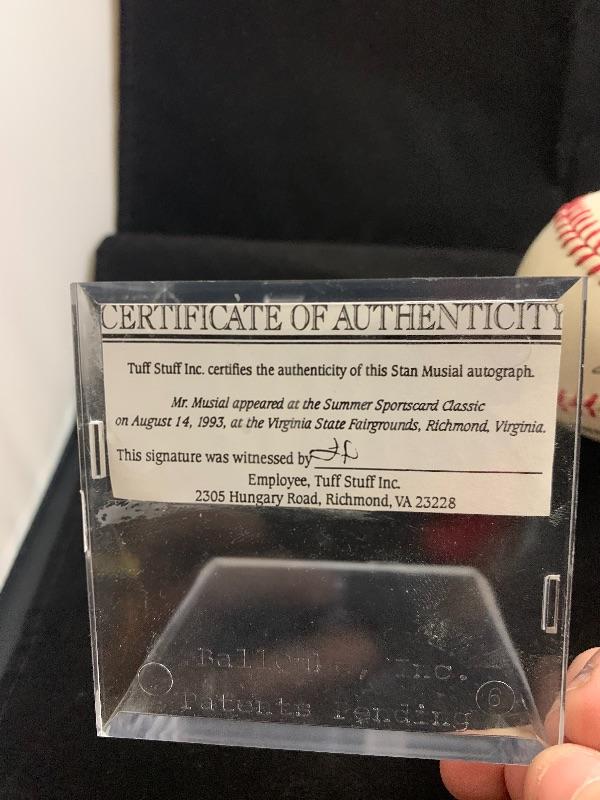 CERTIFICATE OF AUTHENTICITY
Tuff Stuff Inc. certifies the authenticity of this Stan Musial autograph.
Mr. Musial appeared at the Summer Sportscard Classic
on August 14, 1993, at the Virginia State Fairgrounds, Richmond, Virginia.
This signature was witnessed by
Employee, Tuff Stuff Inc.
2305 Hungary Road, Richmond, VA 23228
Inc.
Patents Pending
6